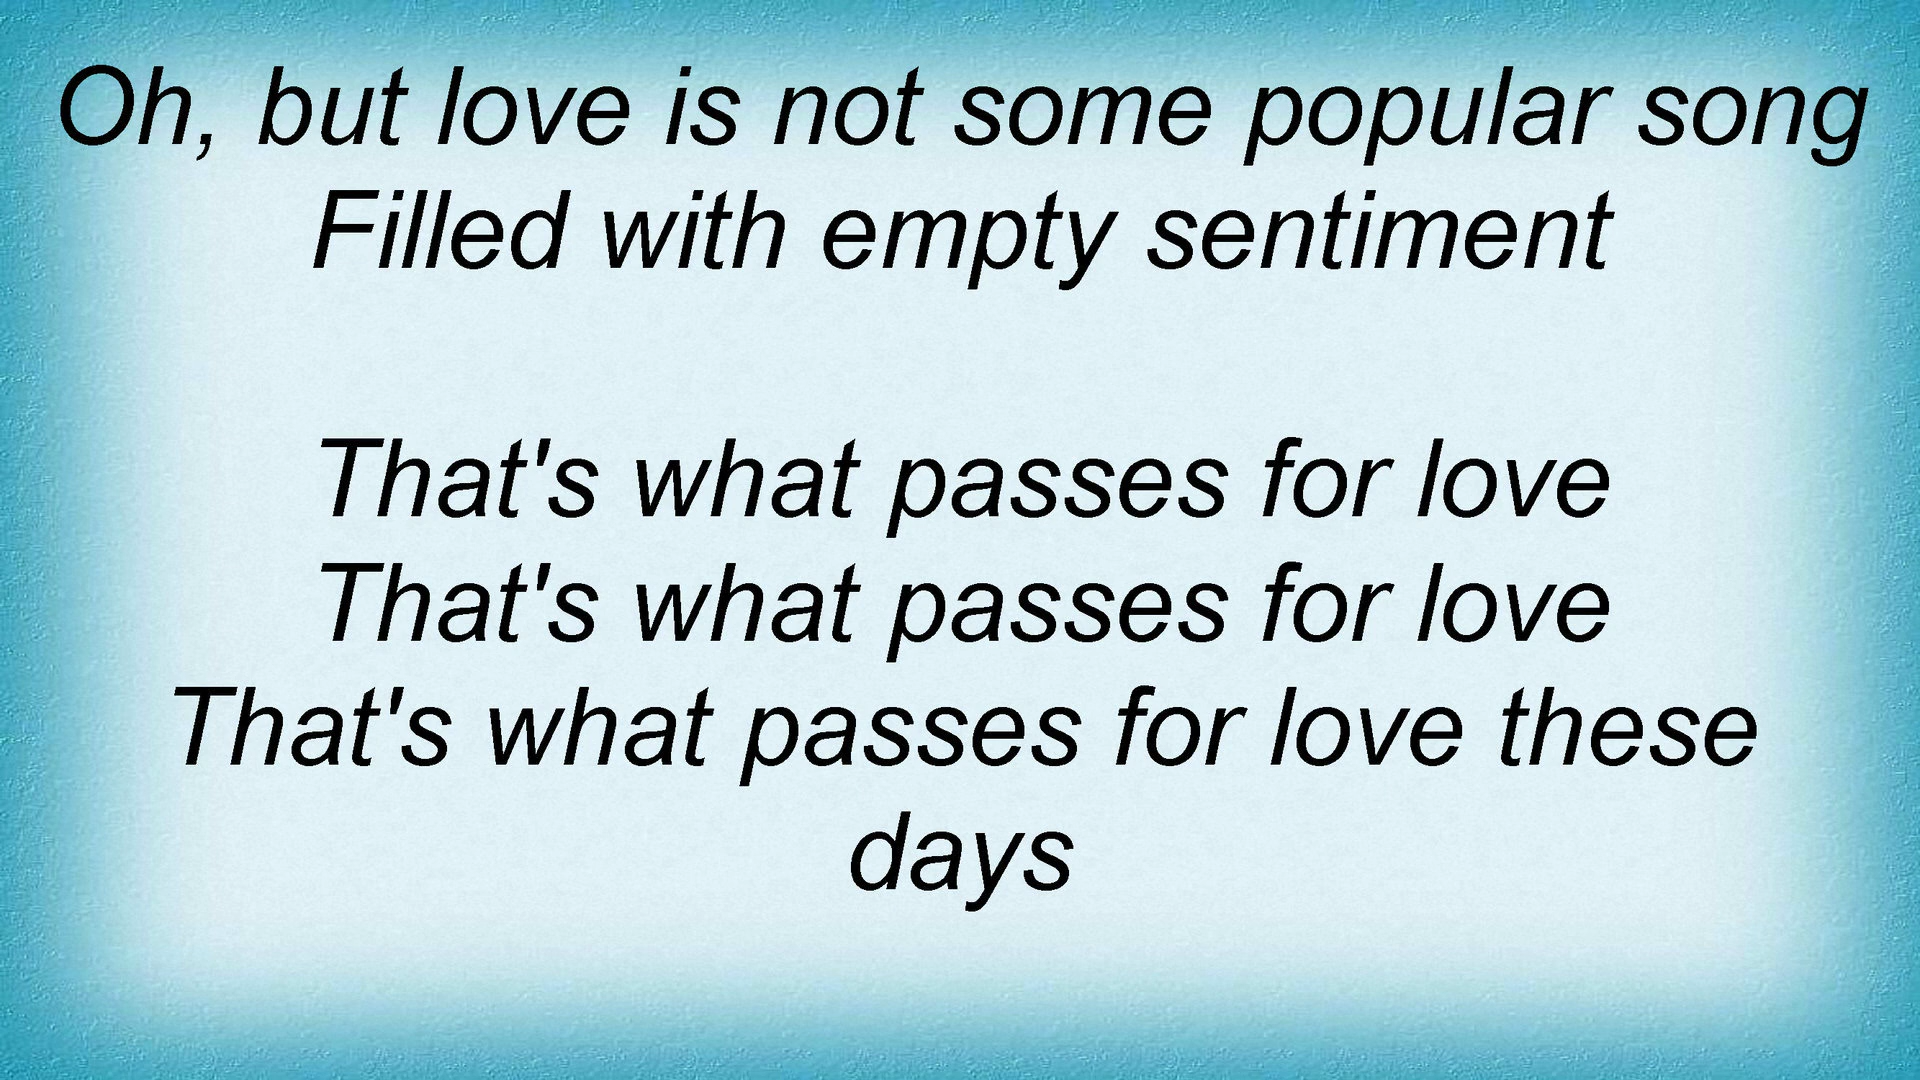 Oh, but love is not some popular song
Filled with empty sentiment
That's what passes for love
That's what passes for love
That's what passes for love these
days